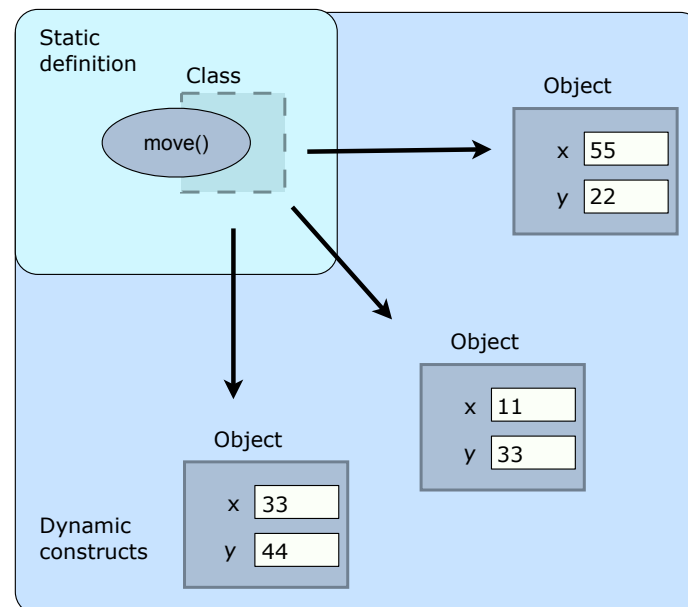 Static
definition
Class
move()
Object
x 55
y 22
Object
x 11
y 33
Object
x 33
y 44
Dynamic
constructs